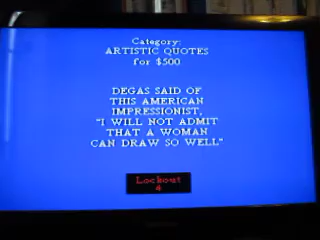 Category:
ARTISTIC QUOTES
for $500
DEGAS SAID OF
THIS AMERICAN
IMPRESSIONIST,
"I WILL NOT ADMIT
THAT A WOMAN
CAN DRAW SO WELL"
Lockout
4